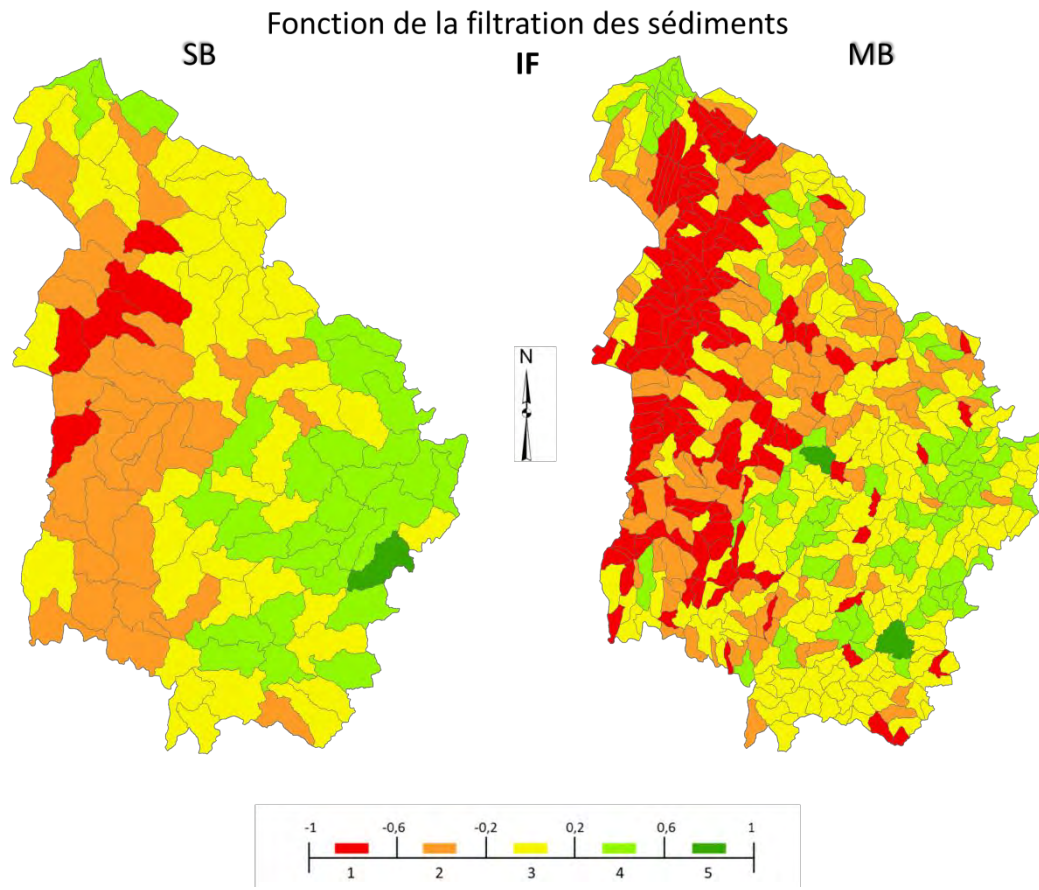 Fonction de la filtration des sédiments
SB
IF
MB
N
-1 -0,6 -0,2 0,2 0,6 1
1 2 3 4 5